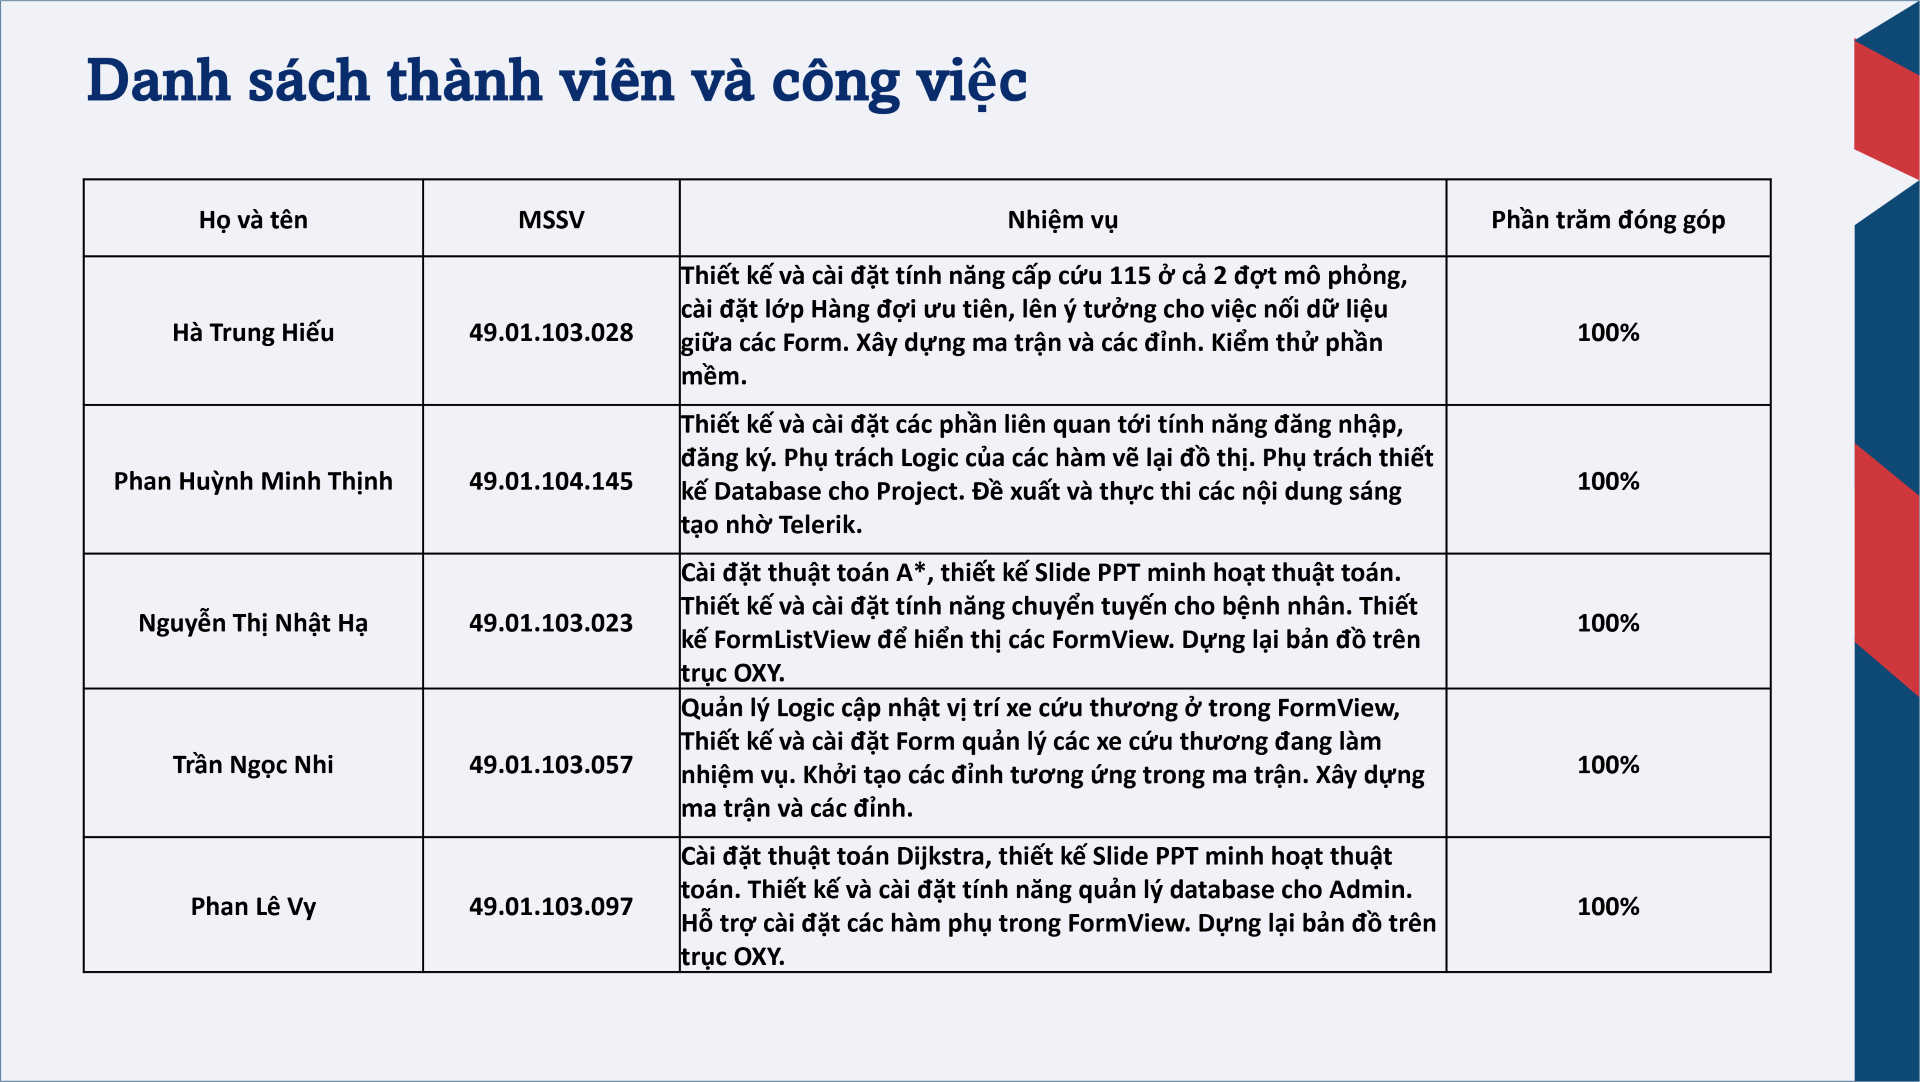 Danh sách thành viên và công việc
Họ và tên
MSSV
Nhiệm vụ
Phần trăm đóng góp
Hà Trung Hiếu
49.01.103.028
Thiết kế và cài đặt tính năng cấp cứu 115 ở cả 2 đợt mô phỏng,
cài đặt lớp Hàng đợi ưu tiên, lên ý tưởng cho việc nối dữ liệu
giữa các Form. Xây dựng ma trận và các đỉnh. Kiểm thử phần
mềm.
100%
Phan Huỳnh Minh Thịnh
49.01.104.145
Thiết kế và cài đặt các phần liên quan tới tính năng đăng nhập,
đăng ký. Phụ trách Logic của các hàm vẽ lại đồ thị. Phụ trách thiết
kế Database cho Project. Đề xuất và thực thi các nội dung sáng
tạo nhờ Telerik.
100%
Nguyễn Thị Nhật Hạ
49.01.103.023
Cài đặt thuật toán A*, thiết kế Slide PPT minh hoạt thuật toán.
Thiết kế và cài đặt tính năng chuyển tuyến cho bệnh nhân. Thiết
kế FormListView để hiển thị các FormView. Dựng lại bản đồ trên
trục OXY.
100%
Trần Ngọc Nhi
49.01.103.057
Quản lý Logic cập nhật vị trí xe cứu thương ở trong FormView,
Thiết kế và cài đặt Form quản lý các xe cứu thương đang làm
nhiệm vụ. Khởi tạo các đỉnh tương ứng trong ma trận. Xây dựng
ma trận và các đỉnh.
100%
Phan Lê Vy
49.01.103.097
Cài đặt thuật toán Dijkstra, thiết kế Slide PPT minh hoạt thuật
toán. Thiết kế và cài đặt tính năng quản lý database cho Admin.
Hỗ trợ cài đặt các hàm phụ trong FormView. Dựng lại bản đồ trên
trục OXY.
100%